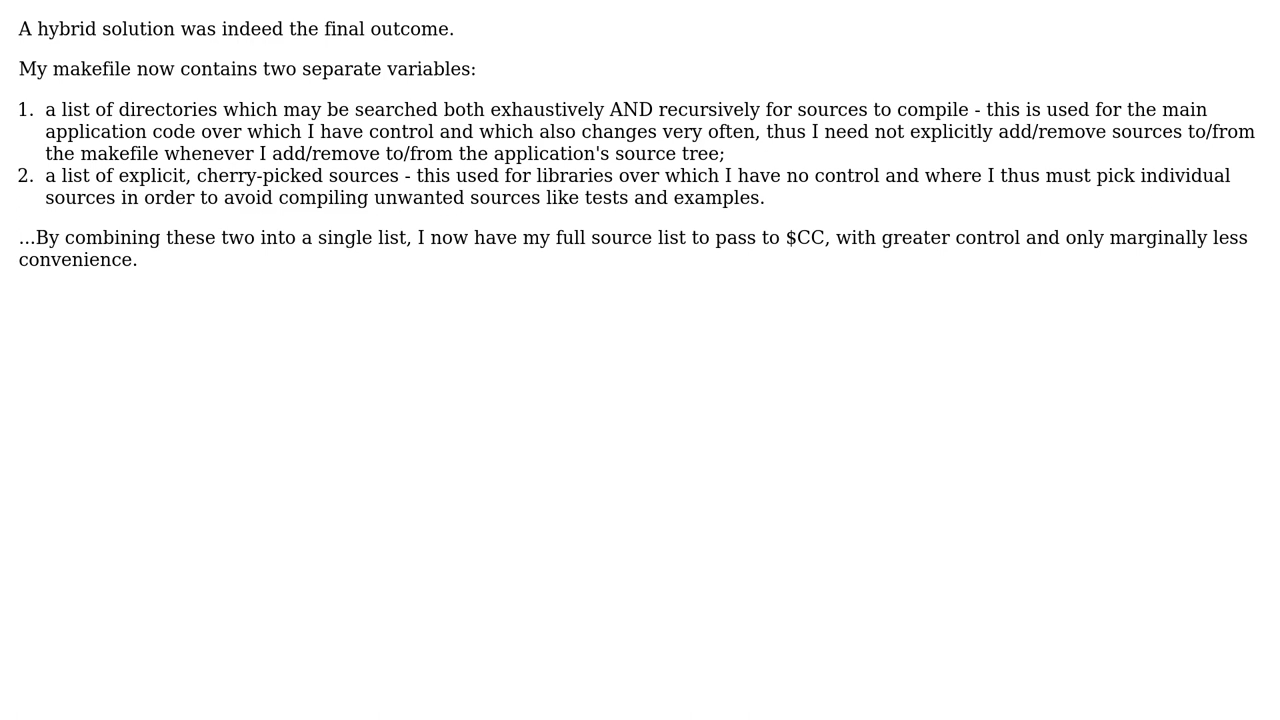 A hybrid solution was indeed the final outcome.
My makefile now contains two separate variables:
1. a list of directories which may be searched both exhaustively AND recursively for sources to compile - this is used for the main
application code over which I have control and which also changes very often, thus I need not explicitly add/remove sources to/from
the makefile whenever I add/remove to/from the application's source tree;
2. a list of explicit, cherry-picked sources - this used for libraries over which I have no control and where I thus must pick individual
sources in order to avoid compiling unwanted sources like tests and examples.
...By combining these two into a single list, I now have my full source list to pass to $CC, with greater control and only marginally less
convenience.